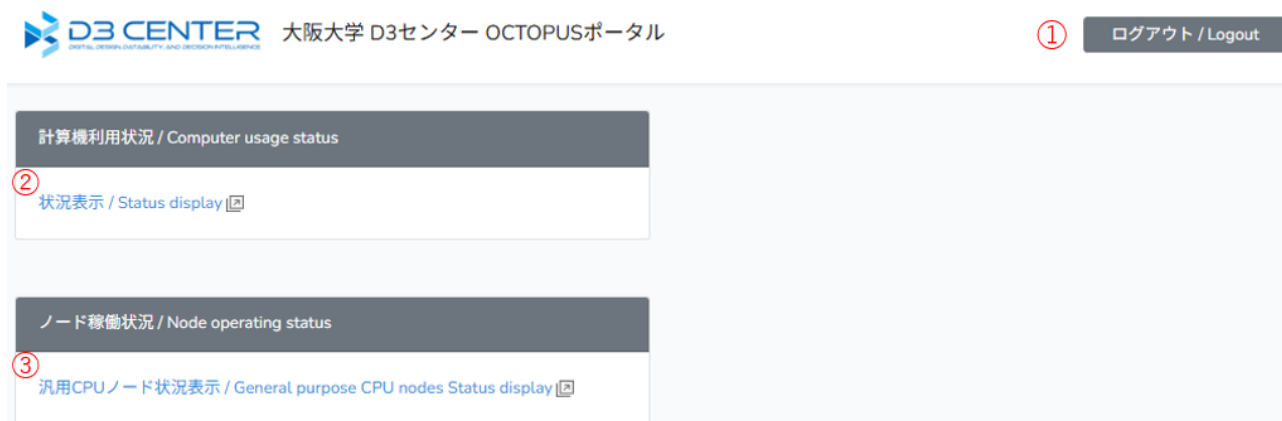 D3 CENTER
DIGITAL DESIGN, DATABILITY, AND DECISION INTELLIGENCE
大阪大学 D3センター OCTOPUSポータル
① ログアウト / Logout
計算機利用状況 / Computer usage status
②
状況表示 / Status display
ノード稼働状況 / Node operating status
③
汎用CPUノード状況表示 / General purpose CPU nodes Status display